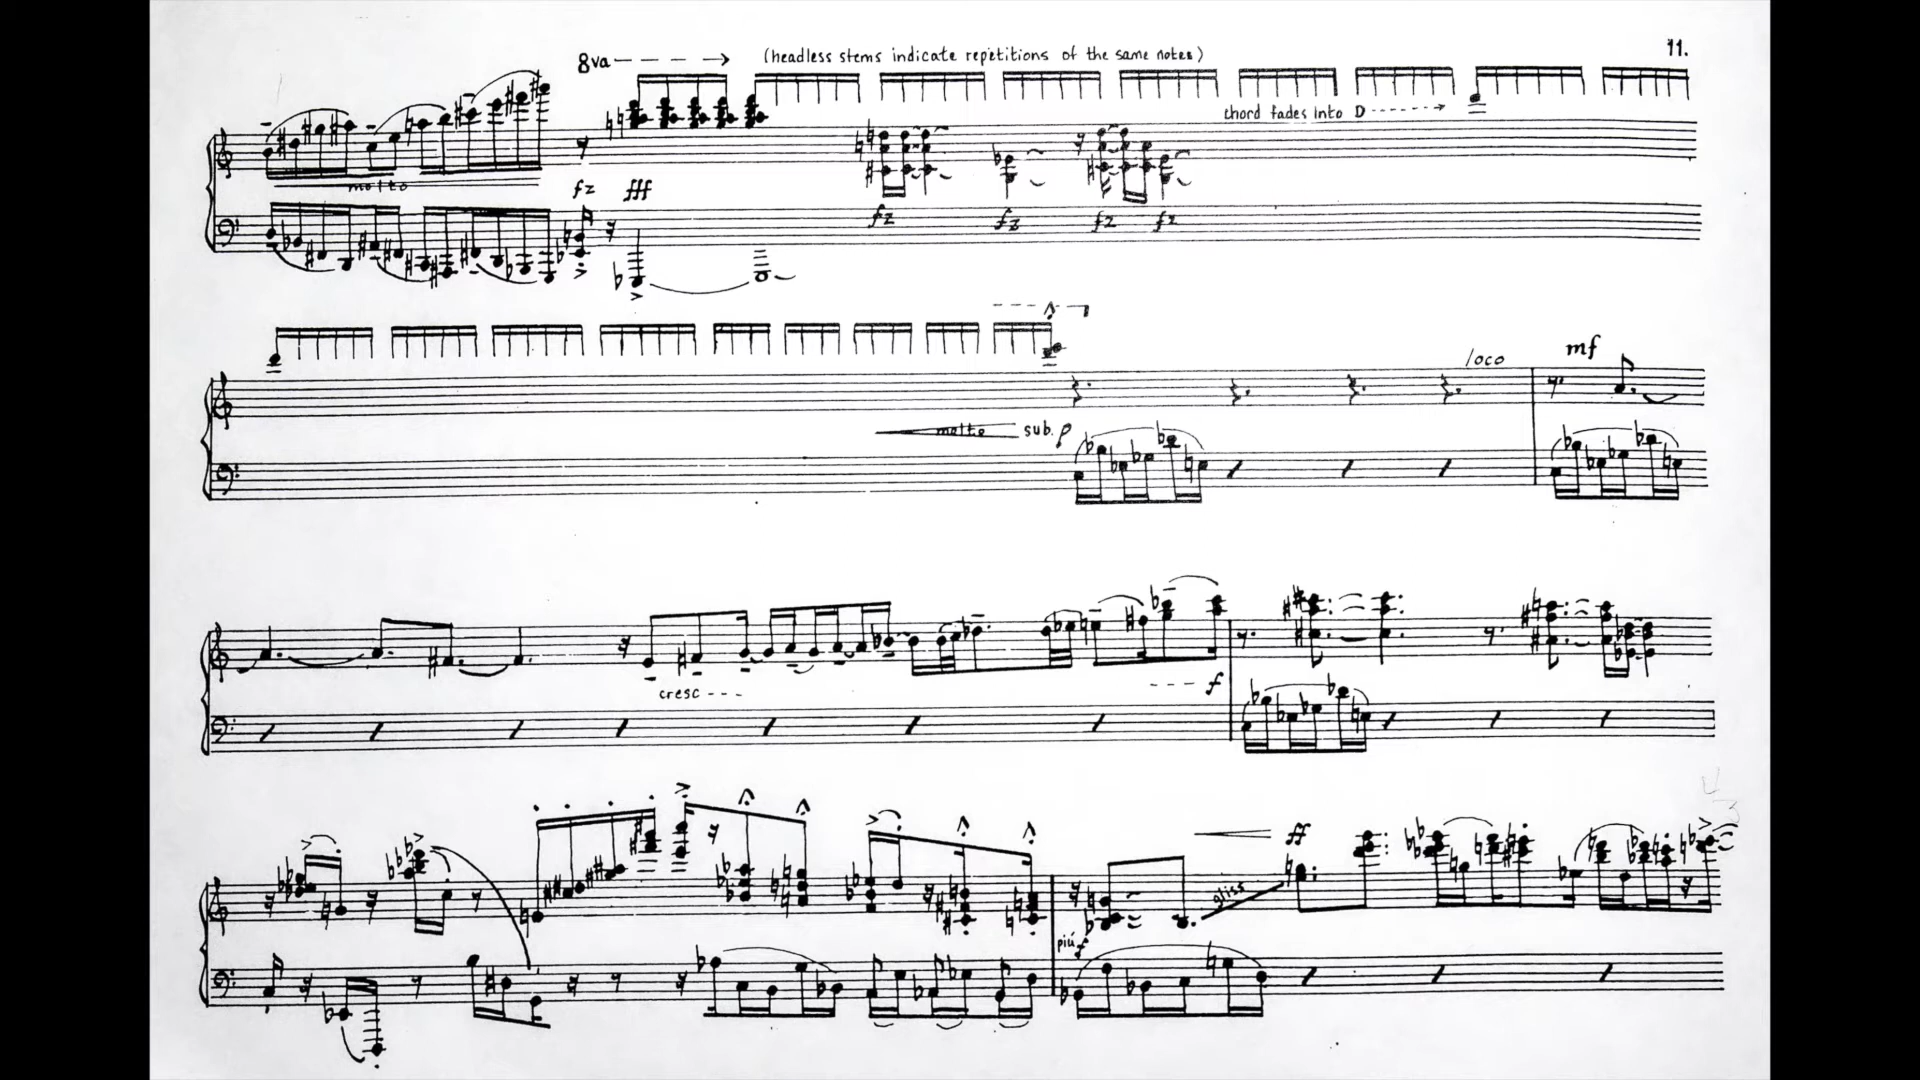 11.
8va (headless stems indicate repetitions of the same notes)
chord fades into D
molto
fz fff
fz fz fz fz
loco mf
molto sub. p
cresc f
ff
gliss
più f